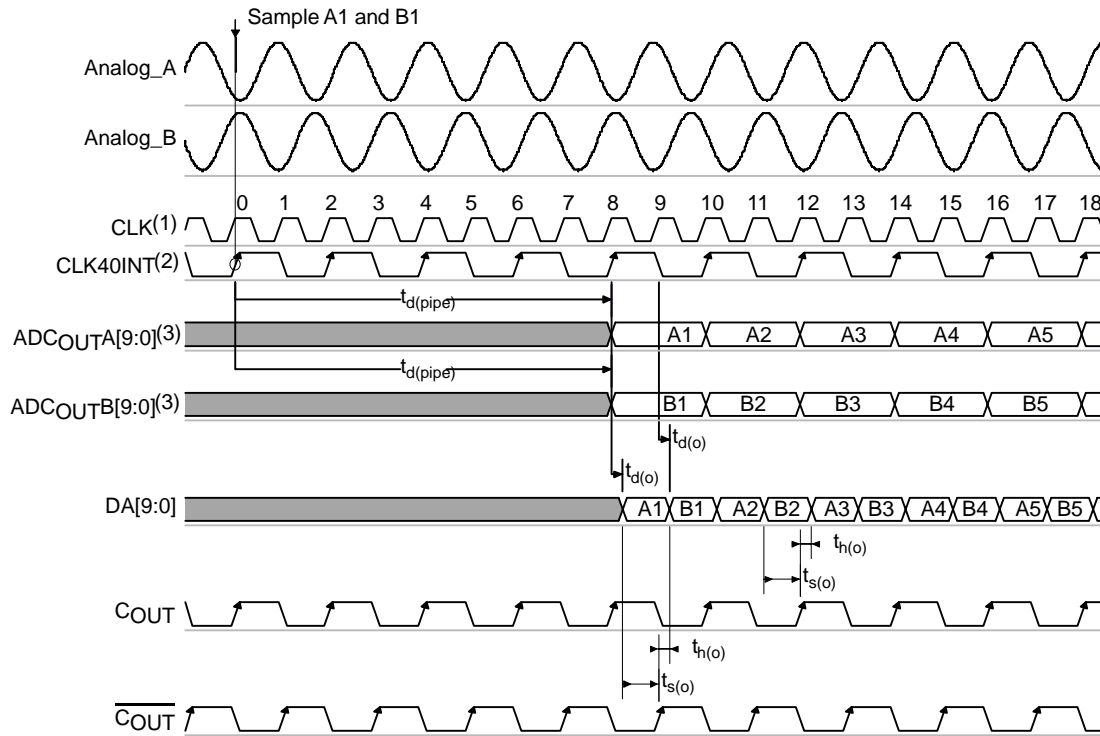 Sample A1 and B1
Analog_A
Analog_B
0 1 2 3 4 5 6 7 8 9 10 11 12 13 14 15 16 17 18
CLK(1)
CLK40INT(2)
td(pipe)
ADCOUTA[9:0](3) A1 A2 A3 A4 A5
td(pipe)
ADCOUTB[9:0](3) B1 B2 B3 B4 B5
td(o)
td(o)
DA[9:0] A1 B1 A2 B2 A3 B3 A4 B4 A5 B5
th(o)
ts(o)
COUT
th(o)
ts(o)
COUT